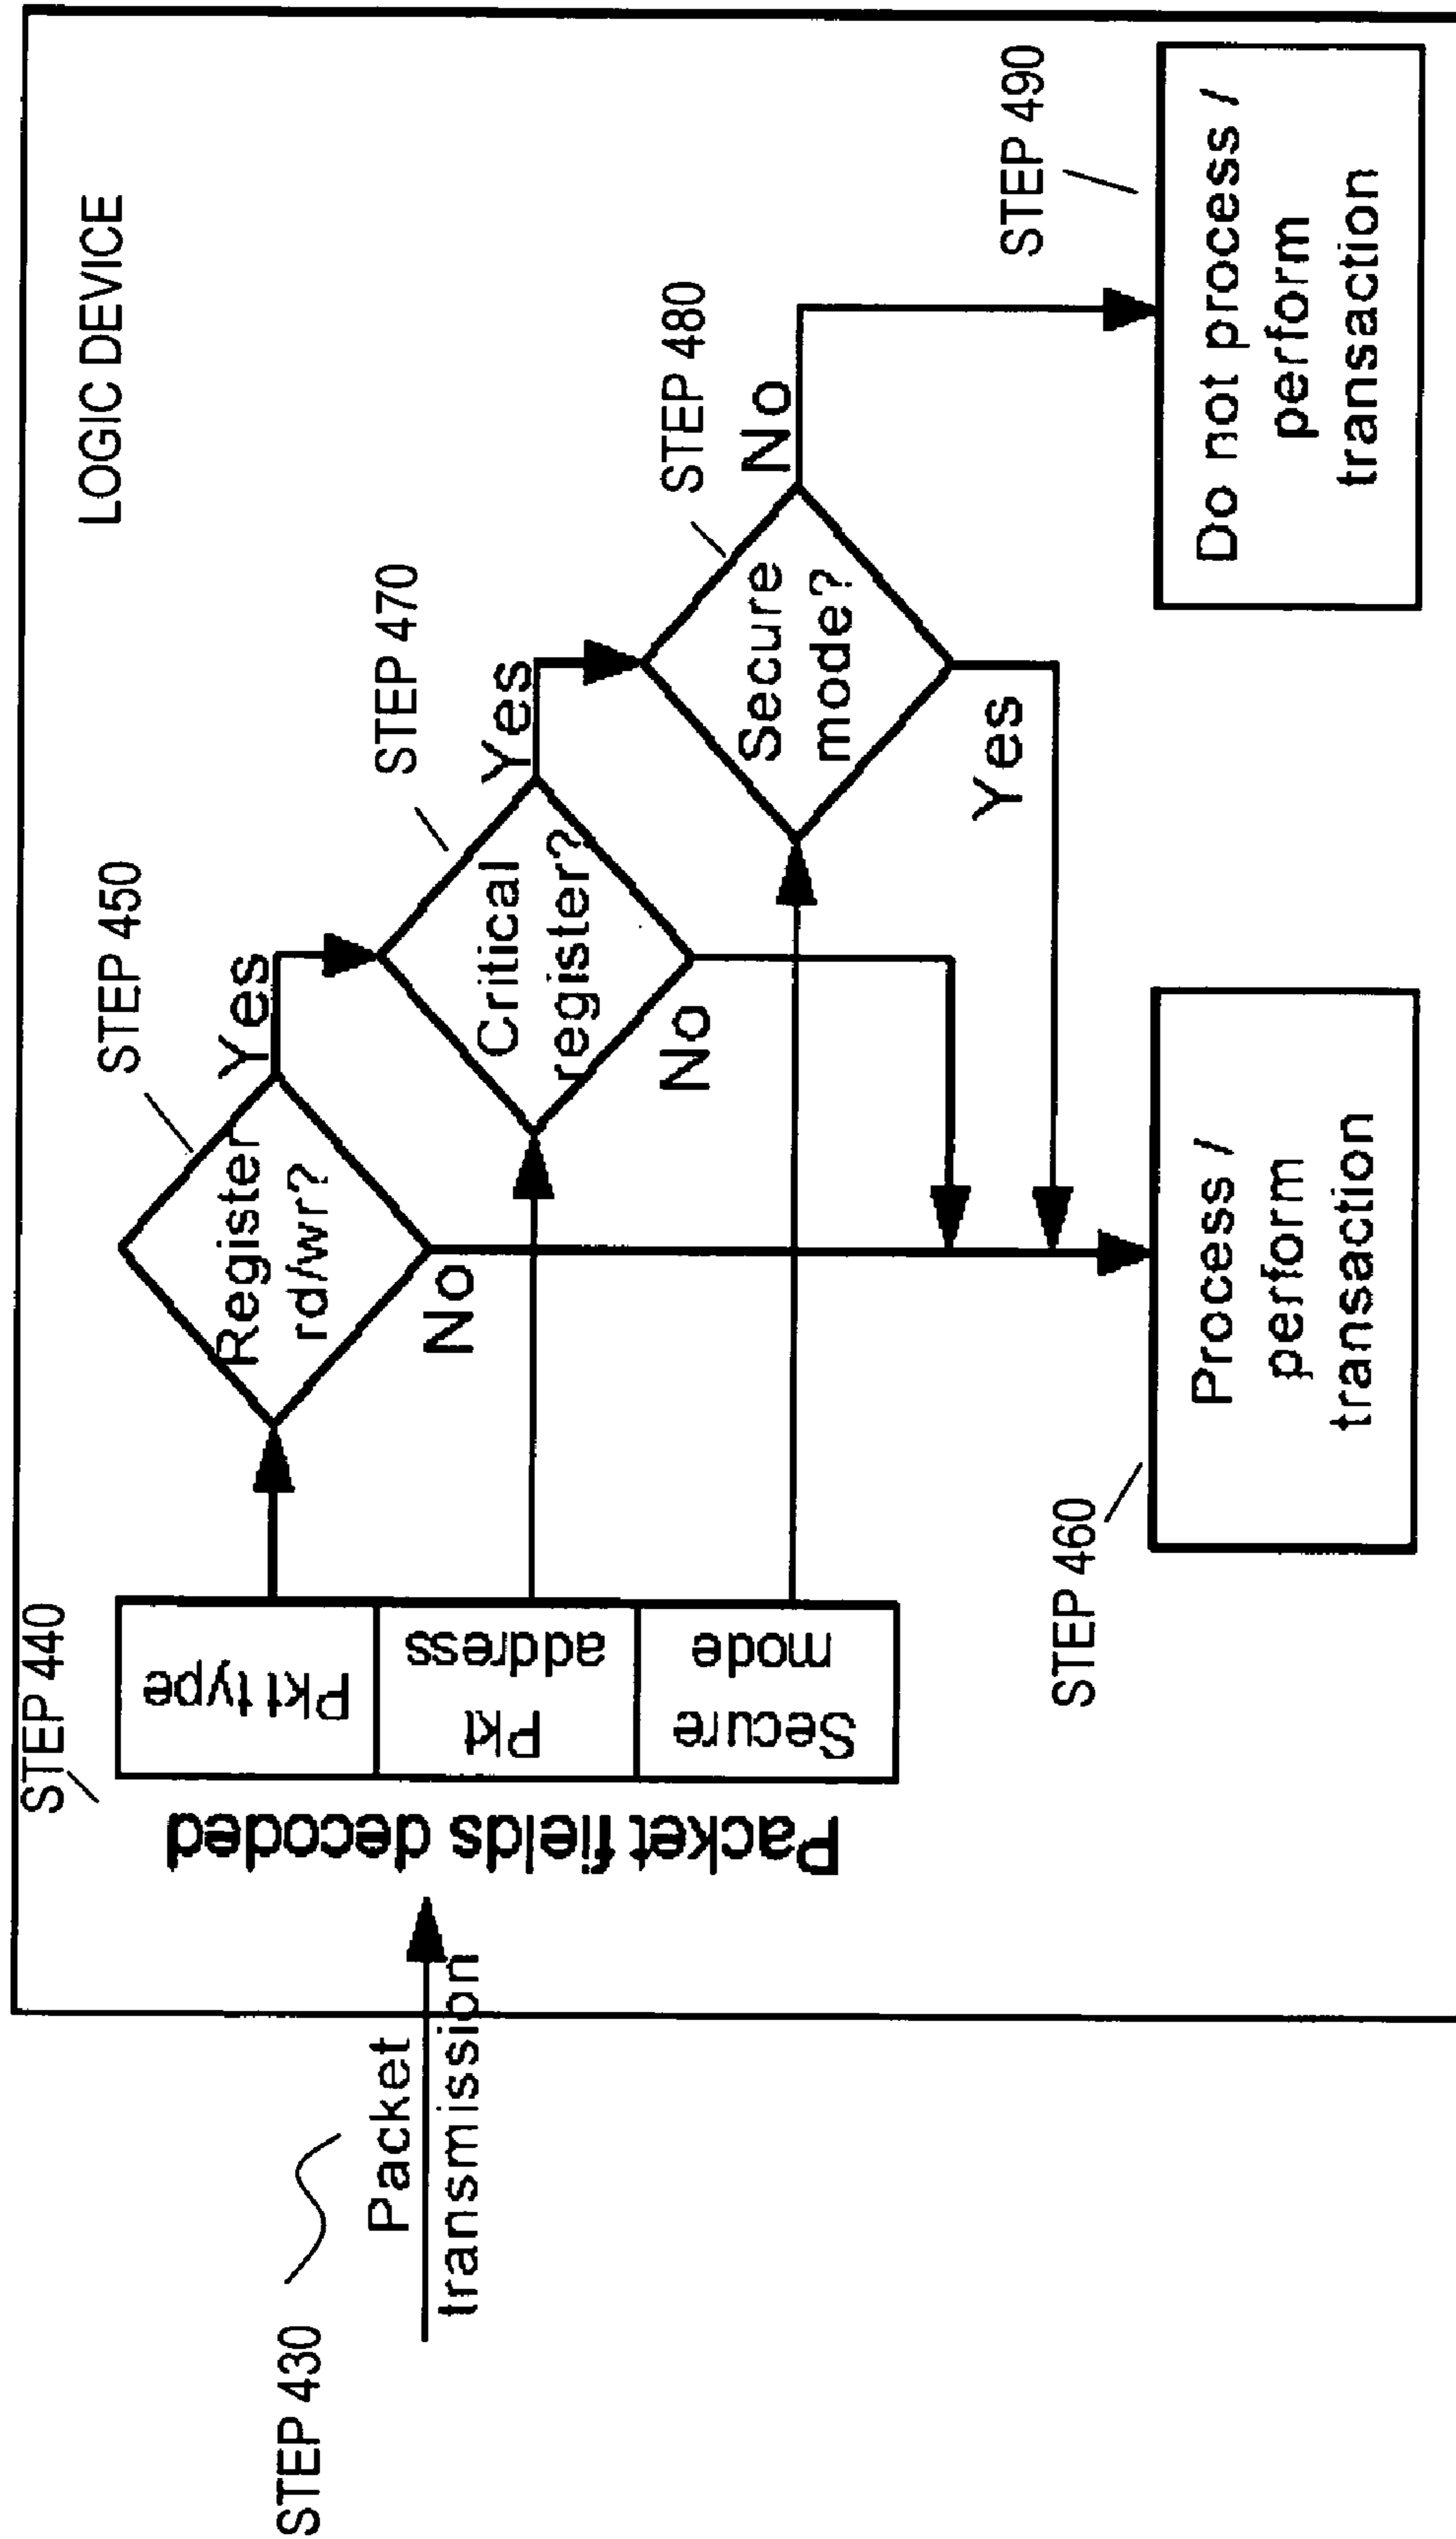 LOGIC DEVICE
STEP 430
Packet
transmission
STEP 440
Packet fields decoded
Pkt type
Pkt
address
Secure
mode
STEP 450
Register
rd/wr?
Yes
No
STEP 470
Critical
register?
Yes
No
STEP 480
Secure
mode?
No
Yes
STEP 460
Process /
perform
transaction
STEP 490
Do not process /
perform
transaction